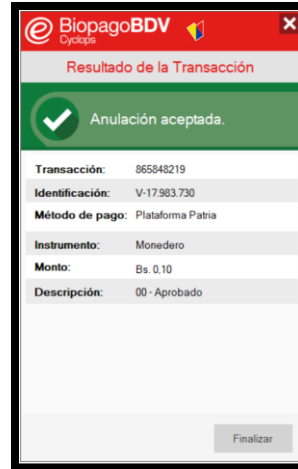 BiopagoBDV
Cyclops
Resultado de la Transacción
Anulación aceptada.
Transacción: 865848219
Identificación: V-17.983.730
Método de pago: Plataforma Patria
Instrumento: Monedero
Monto: Bs. 0,10
Descripción: 00 - Aprobado
Finalizar